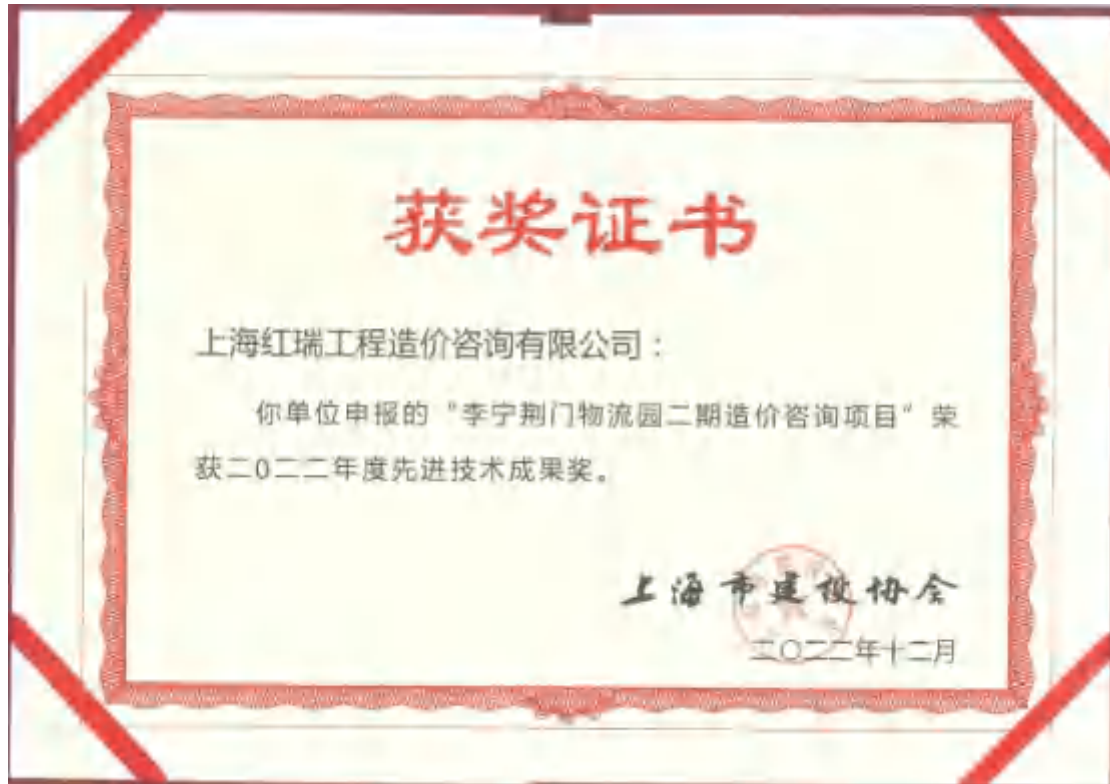 获奖证书
上海红瑞工程造价咨询有限公司：
你单位申报的“李宁荆门物流园二期造价咨询项目”荣
获二0二二年度先进技术成果奖。
上海市建设协会
二〇二二年十二月